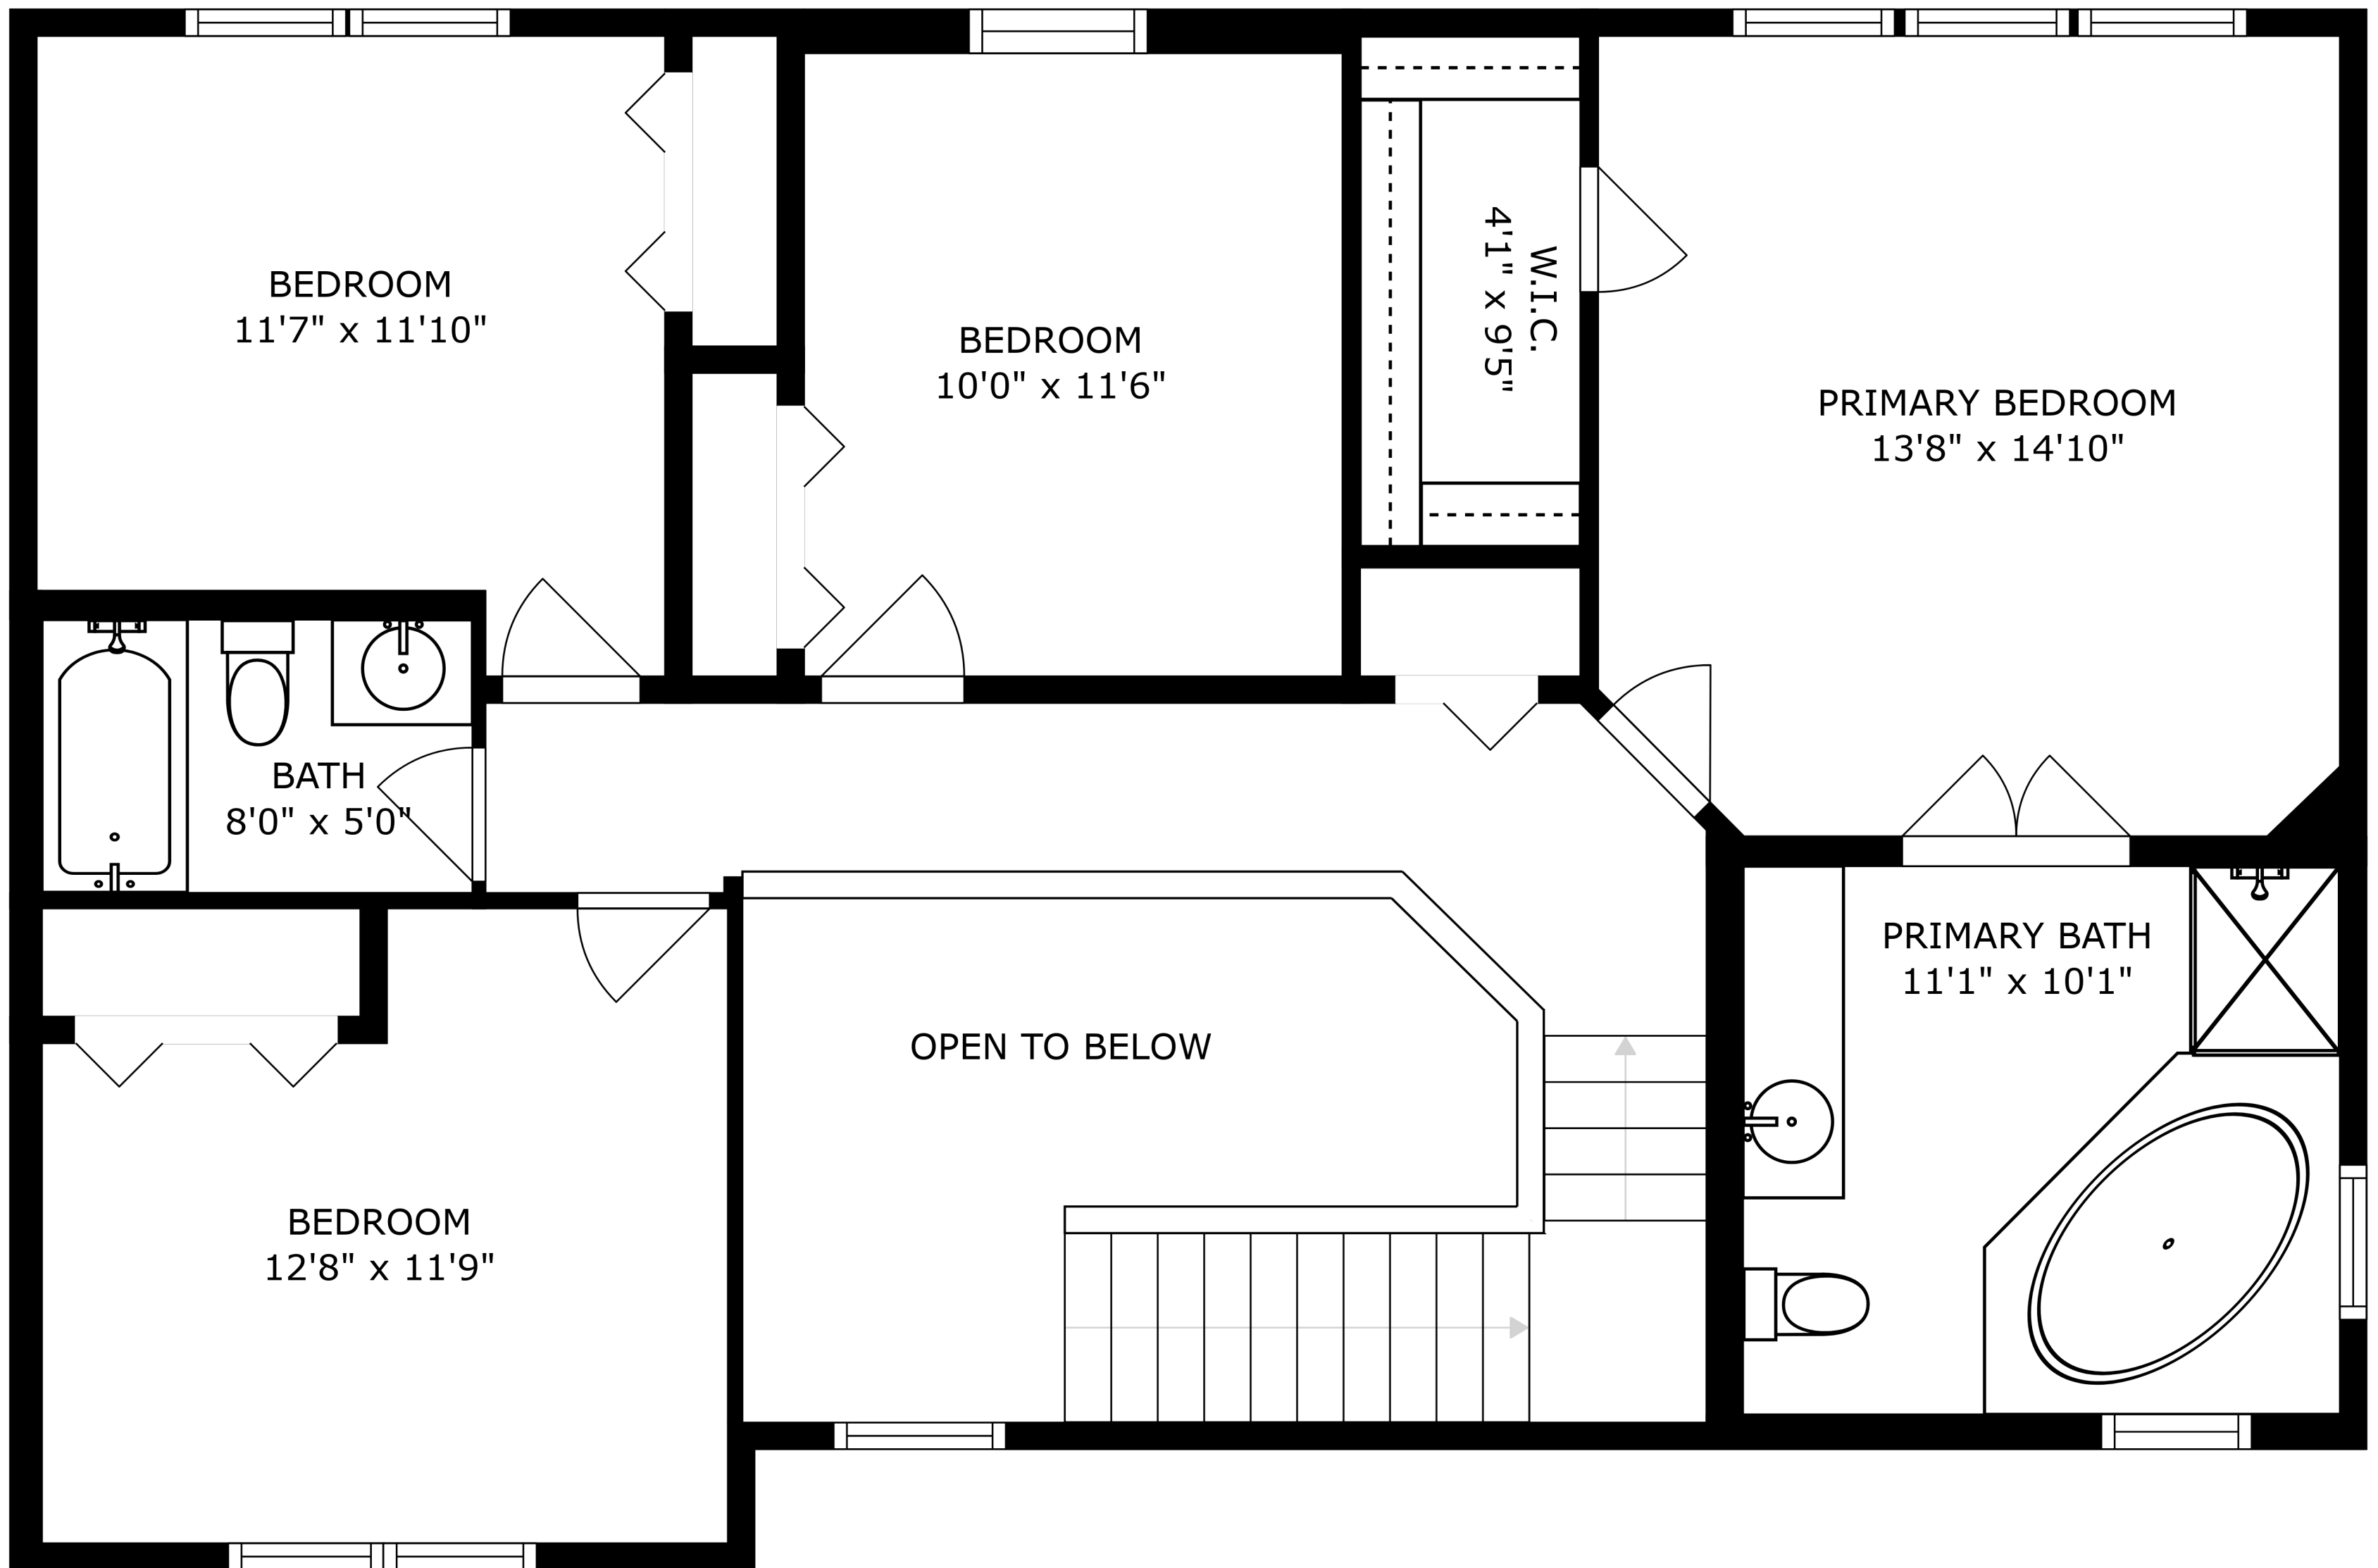 BEDROOM
11'7" x 11'10"
BEDROOM
10'0" x 11'6"
W.I.C.
4'1" x 9'5"
PRIMARY BEDROOM
13'8" x 14'10"
BATH
8'0" x 5'0"
PRIMARY BATH
11'1" x 10'1"
OPEN TO BELOW
BEDROOM
12'8" x 11'9"